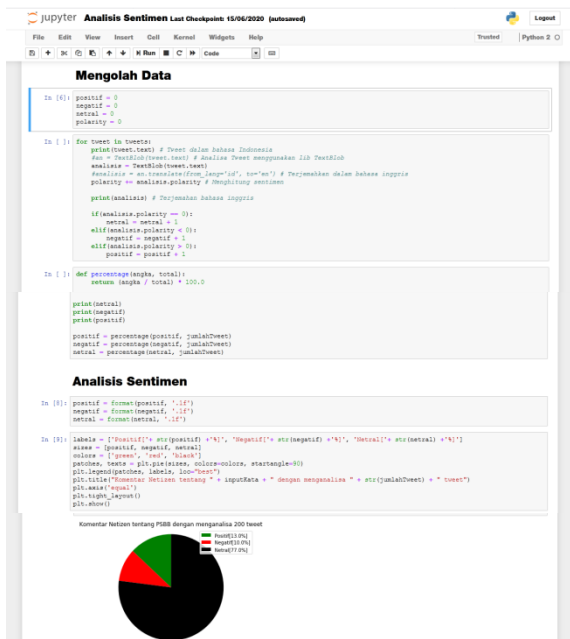 jupyter Analisis Sentimen Last Checkpoint: 15/06/2020 (autosaved)
Logout
File Edit View Insert Cell Kernel Widgets Help
Trusted Python 2
Run Code
Mengolah Data
In [6]: positif = 0
negatif = 0
netral = 0
polarity = 0
In [ ]: for tweet in tweets:
print(tweet.text) # Tweet dalam bahasa Indonesia
#an = TextBlob(tweet.text) # Analisa Tweet menggunakan lib TextBlob
analisis = TextBlob(tweet.text)
#analisis = an.translate(from_lang='id', to='en') # Terjemahkan dalam bahasa inggris
polarity += analisis.polarity # Menghitung sentimen
print(analisis) # Terjemahan bahasa inggris
if(analisis.polarity == 0):
netral = netral + 1
elif(analisis.polarity < 0):
negatif = negatif + 1
elif(analisis.polarity > 0):
positif = positif + 1
In [ ]: def percentage(angka, total):
return (angka / total) * 100.0
print(netral)
print(negatif)
print(positif)
positif = percentage(positif, jumlahTweet)
negatif = percentage(negatif, jumlahTweet)
netral = percentage(netral, jumlahTweet)
Analisis Sentimen
In [8]: positif = format(positif, '.1f')
negatif = format(negatif, '.1f')
netral = format(netral, '.1f')
In [9]: labels = ['Positif['+ str(positif) +'%]', 'Negatif['+ str(negatif) +'%]', 'Netral['+ str(netral) +'%]']
sizes = [positif, negatif, netral]
colors = ['green', 'red', 'black']
patches, texts = plt.pie(sizes, colors=colors, startangle=90)
plt.legend(patches, labels, loc="best")
plt.title("Komentar Netizen tentang " + inputKata + " dengan menganalisa " + str(jumlahTweet) + " tweet")
plt.axis('equal')
plt.tight_layout()
plt.show()
Komentar Netizen tentang PSBB dengan menganalisa 200 tweet
Positif[13.0%]
Negatif[10.0%]
Netral[77.0%]